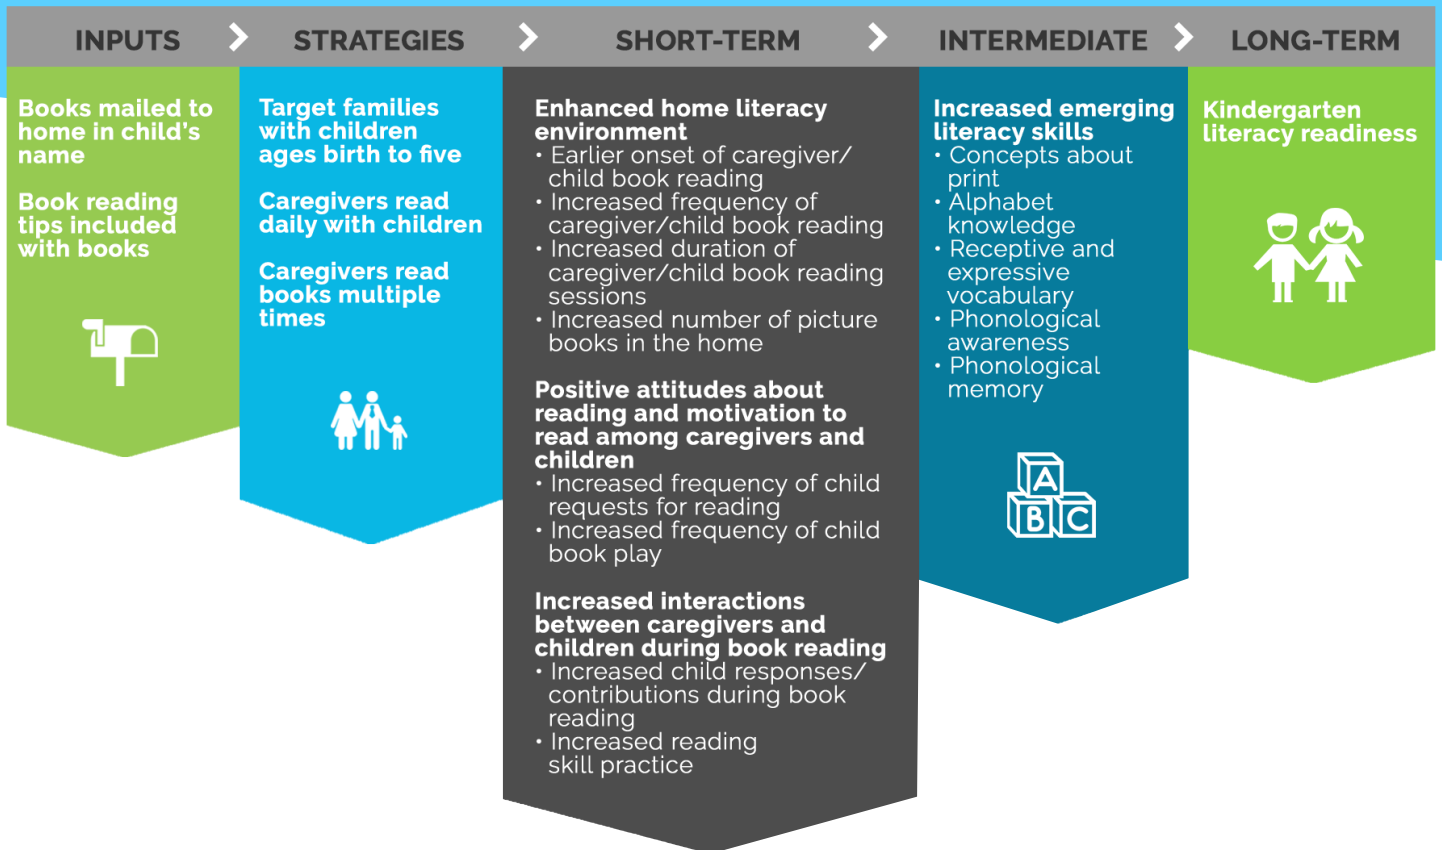 INPUTS
STRATEGIES
SHORT-TERM
INTERMEDIATE
LONG-TERM
Books mailed to
home in child's
name
Book reading
tips included
with books
Target families
with children
ages birth to five
Caregivers read
daily with children
Caregivers read
books multiple
times
Enhanced home literacy
environment
• Earlier onset of caregiver/
child book reading
• Increased frequency of
caregiver/child book reading
• Increased duration of
caregiver/child book reading
sessions
• Increased number of picture
books in the home
Positive attitudes about
reading and motivation to
read among caregivers and
children
• Increased frequency of child
requests for reading
• Increased frequency of child
book play
Increased interactions
between caregivers and
children during book reading
• Increased child responses/
contributions during book
reading
• Increased reading
skill practice
Increased emerging
literacy skills
• Concepts about
print
• Alphabet
knowledge
• Receptive and
expressive
vocabulary
• Phonological
awareness
• Phonological
memory
A
B C
Kindergarten
literacy readiness